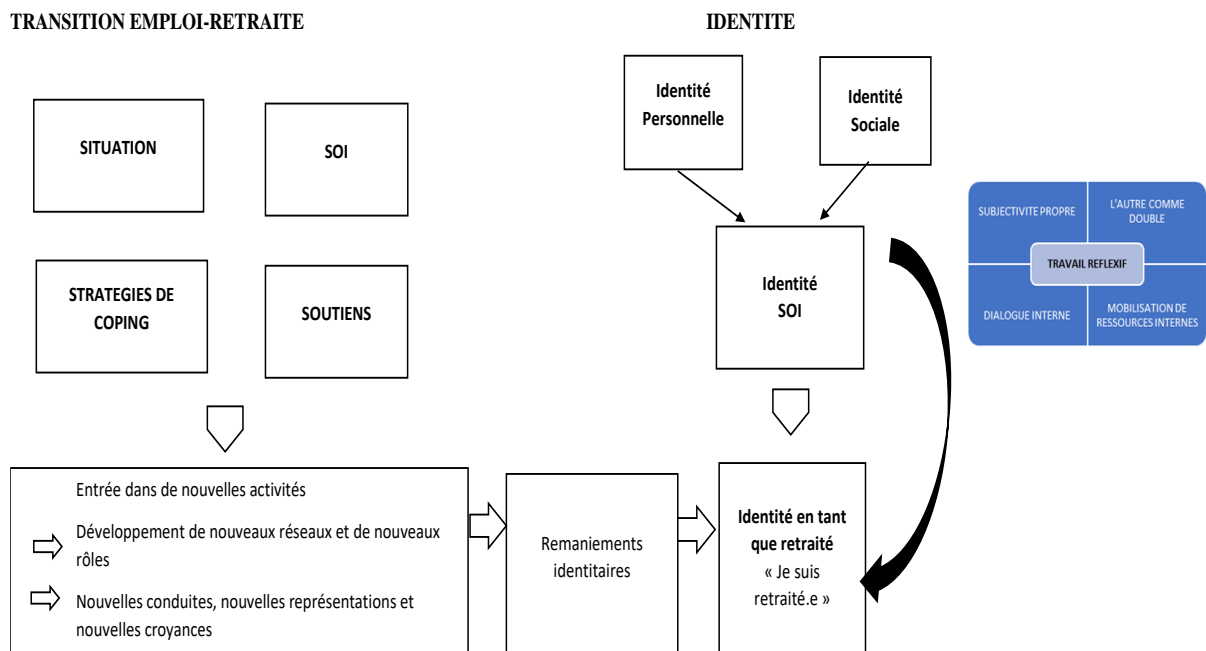 TRANSITION EMPLOI-RETRAITE
IDENTITE
SITUATION
SOI
STRATEGIES DE
COPING
SOUTIENS
Identité
Personnelle
Identité
Sociale
Identité
SOI
SUBJECTIVITE PROPRE
L'AUTRE COMME
DOUBLE
TRAVAIL REFLEXIF
DIALOGUE INTERNE
MOBILISATION DE
RESSOURCES INTERNES
Entrée dans de nouvelles activités
Développement de nouveaux réseaux et de nouveaux
rôles
Nouvelles conduites, nouvelles représentations et
nouvelles croyances
Remaniements
identitaires
Identité en tant
que retraité
« Je suis
retraité.e »